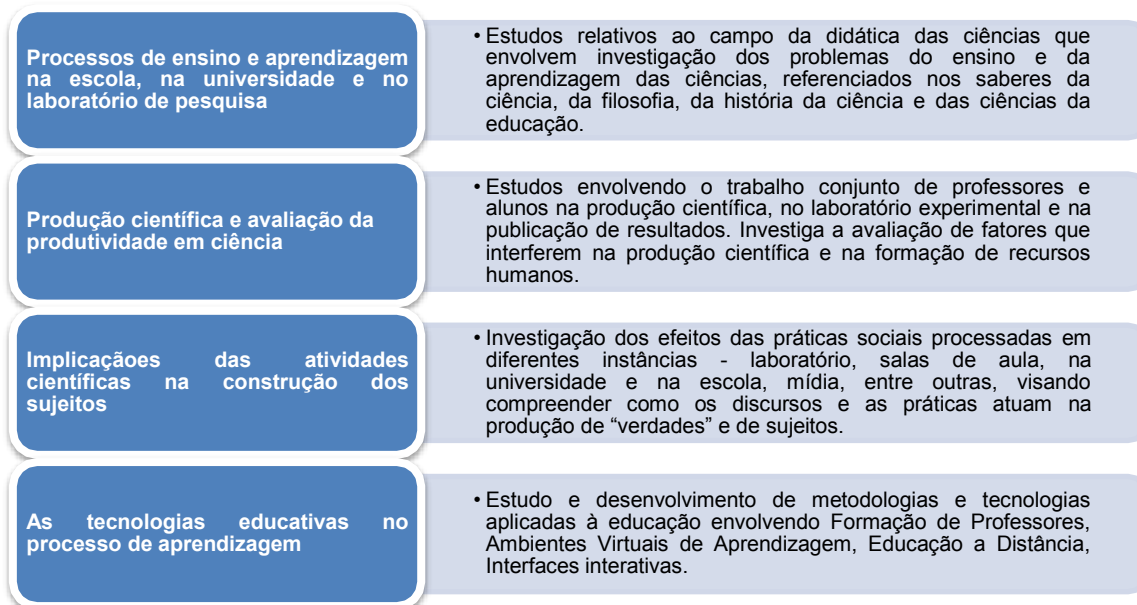 Processos de ensino e aprendizagem
na escola, na universidade e no
laboratório de pesquisa
• Estudos relativos ao campo da didática das ciências que
envolvem investigação dos problemas do ensino e da
aprendizagem das ciências, referenciados nos saberes da
ciência, da filosofia, da história da ciência e das ciências da
educação.
Produção científica e avaliação da
produtividade em ciência
• Estudos envolvendo o trabalho conjunto de professores e
alunos na produção científica, no laboratório experimental e na
publicação de resultados. Investiga a avaliação de fatores que
interferem na produção científica e na formação de recursos
humanos.
Implicaçãoes das atividades
científicas na construção dos
sujeitos
• Investigação dos efeitos das práticas sociais processadas em
diferentes instâncias - laboratório, salas de aula, na
universidade e na escola, mídia, entre outras, visando
compreender como os discursos e as práticas atuam na
produção de “verdades” e de sujeitos.
As tecnologias educativas no
processo de aprendizagem
• Estudo e desenvolvimento de metodologias e tecnologias
aplicadas à educação envolvendo Formação de Professores,
Ambientes Virtuais de Aprendizagem, Educação a Distância,
Interfaces interativas.